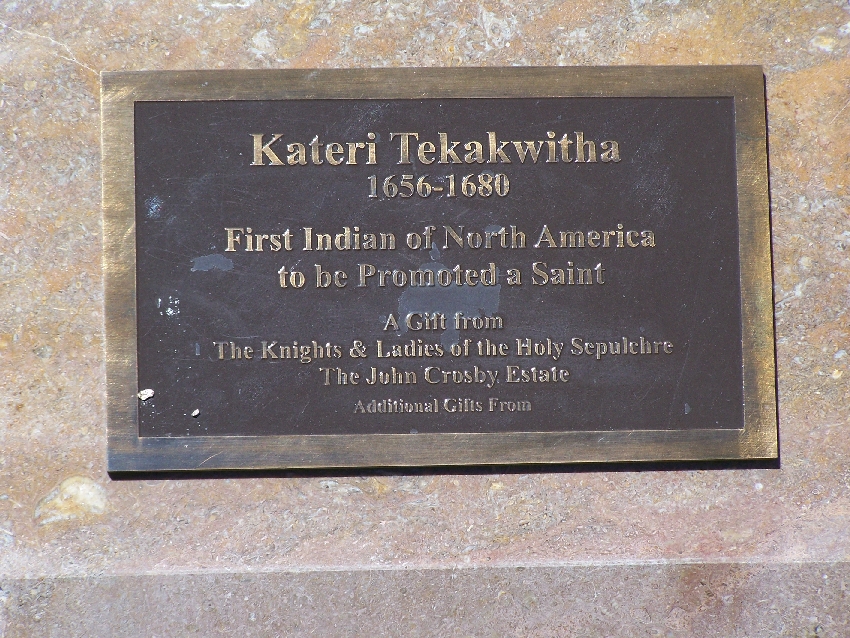 Kateri Tekakwitha
1656-1680
First Indian of North America
to be Promoted a Saint
A Gift from
The Knights & Ladies of the Holy Sepulchre
The John Crosby Estate
Additional Gifts From